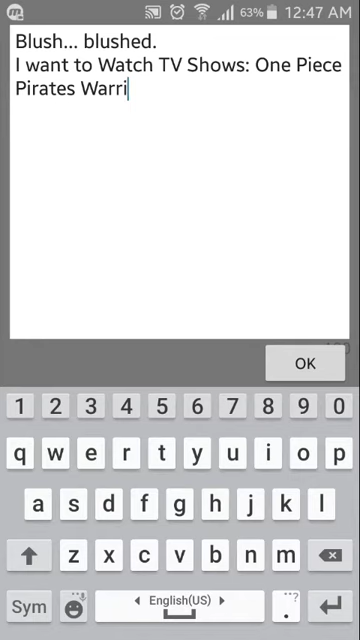 63% 12:47 AM
Blush... blushed.
I want to Watch TV Shows: One Piece
Pirates Warri
OK
1 2 3 4 5 6 7 8 9 0
q w e r t y u i o p
a s d f g h j k l
z x c v b n m
Sym English(US) .